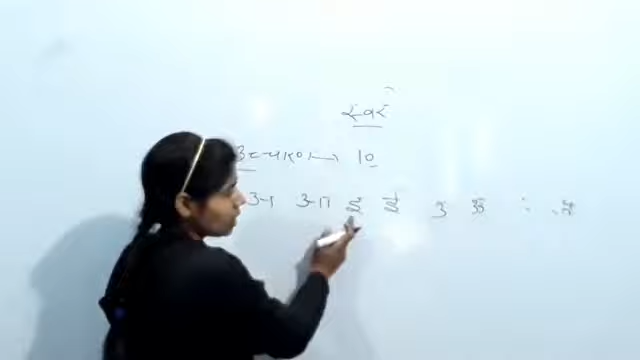 स्वर
उच्चारण → 10
अ आ इ ई उ ऊ